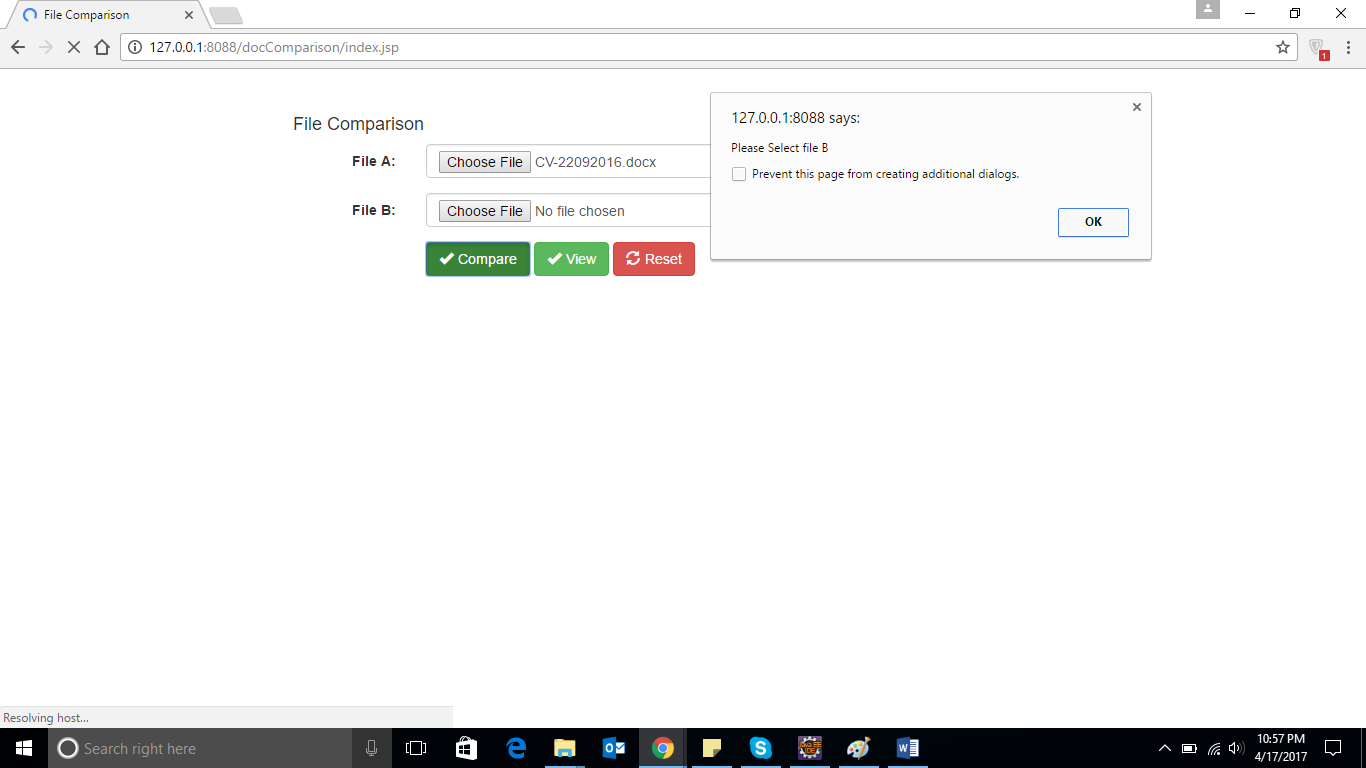 File Comparison
127.0.0.1:8088/docComparison/index.jsp
1
File Comparison
File A: Choose File CV-22092016.docx
File B: Choose File No file chosen
Compare View Reset
127.0.0.1:8088 says:
Please Select file B
Prevent this page from creating additional dialogs.
OK
Resolving host...
Search right here
10:57 PM
4/17/2017